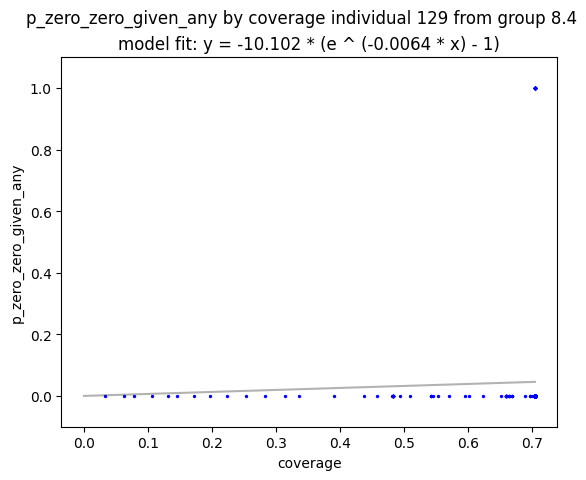 p_zero_zero_given_any by coverage individual 129 from group 8.4
model fit: y = -10.102 * (e ^ (-0.0064 * x) - 1)
p_zero_zero_given_any
1.0
0.8
0.6
0.4
0.2
0.0
0.0 0.1 0.2 0.3 0.4 0.5 0.6 0.7
coverage